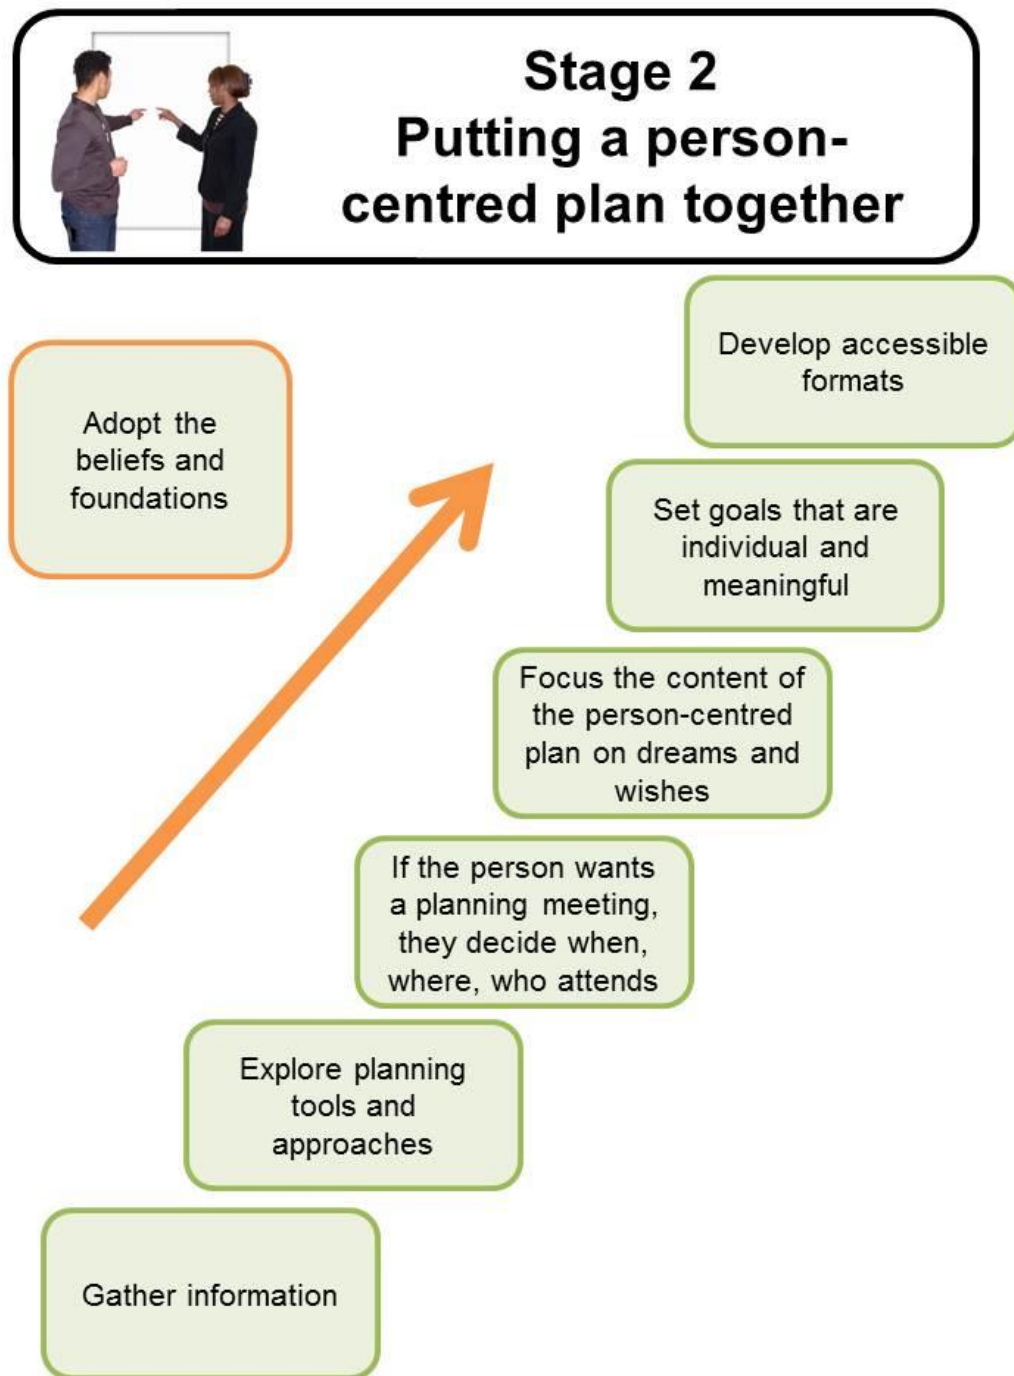 Stage 2
Putting a person-
centred plan together
Develop accessible
formats
Adopt the
beliefs and
foundations
Set goals that are
individual and
meaningful
Focus the content of
the person-centred
plan on dreams and
wishes
If the person wants
a planning meeting,
they decide when,
where, who attends
Explore planning
tools and
approaches
Gather information